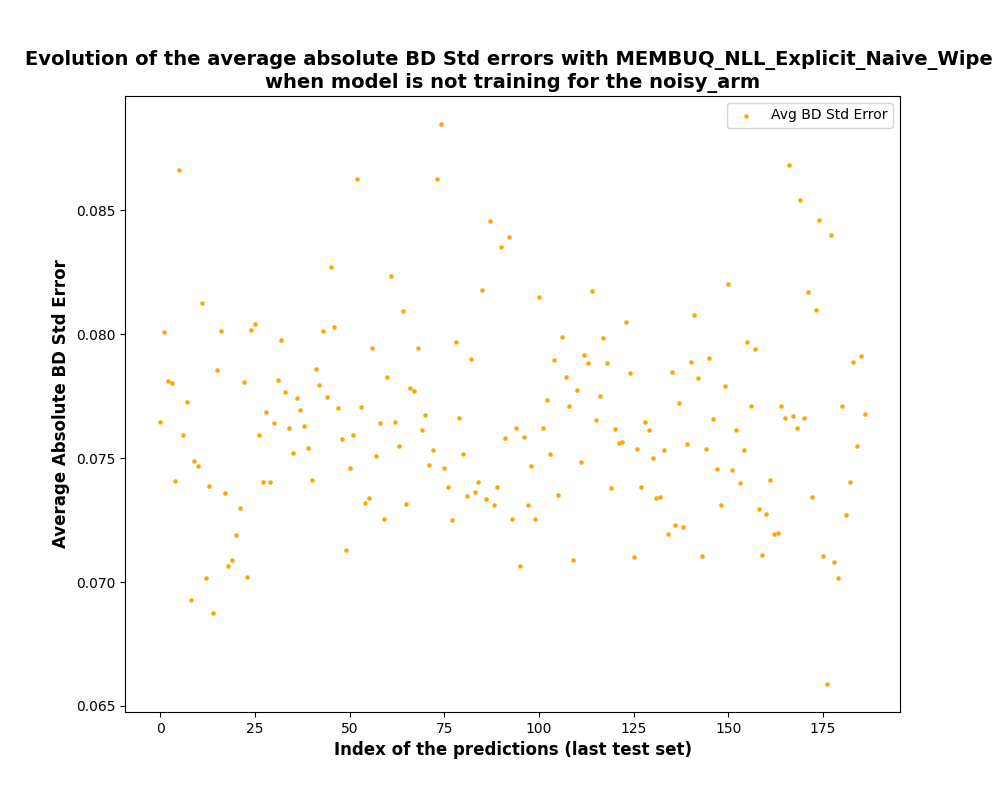 Evolution of the average absolute BD Std errors with MEMBUQ_NLL_Explicit_Naive_Wipe
when model is not training for the noisy_arm
Avg BD Std Error
Average Absolute BD Std Error
0.085
0.080
0.075
0.070
0.065
0 25 50 75 100 125 150 175
Index of the predictions (last test set)